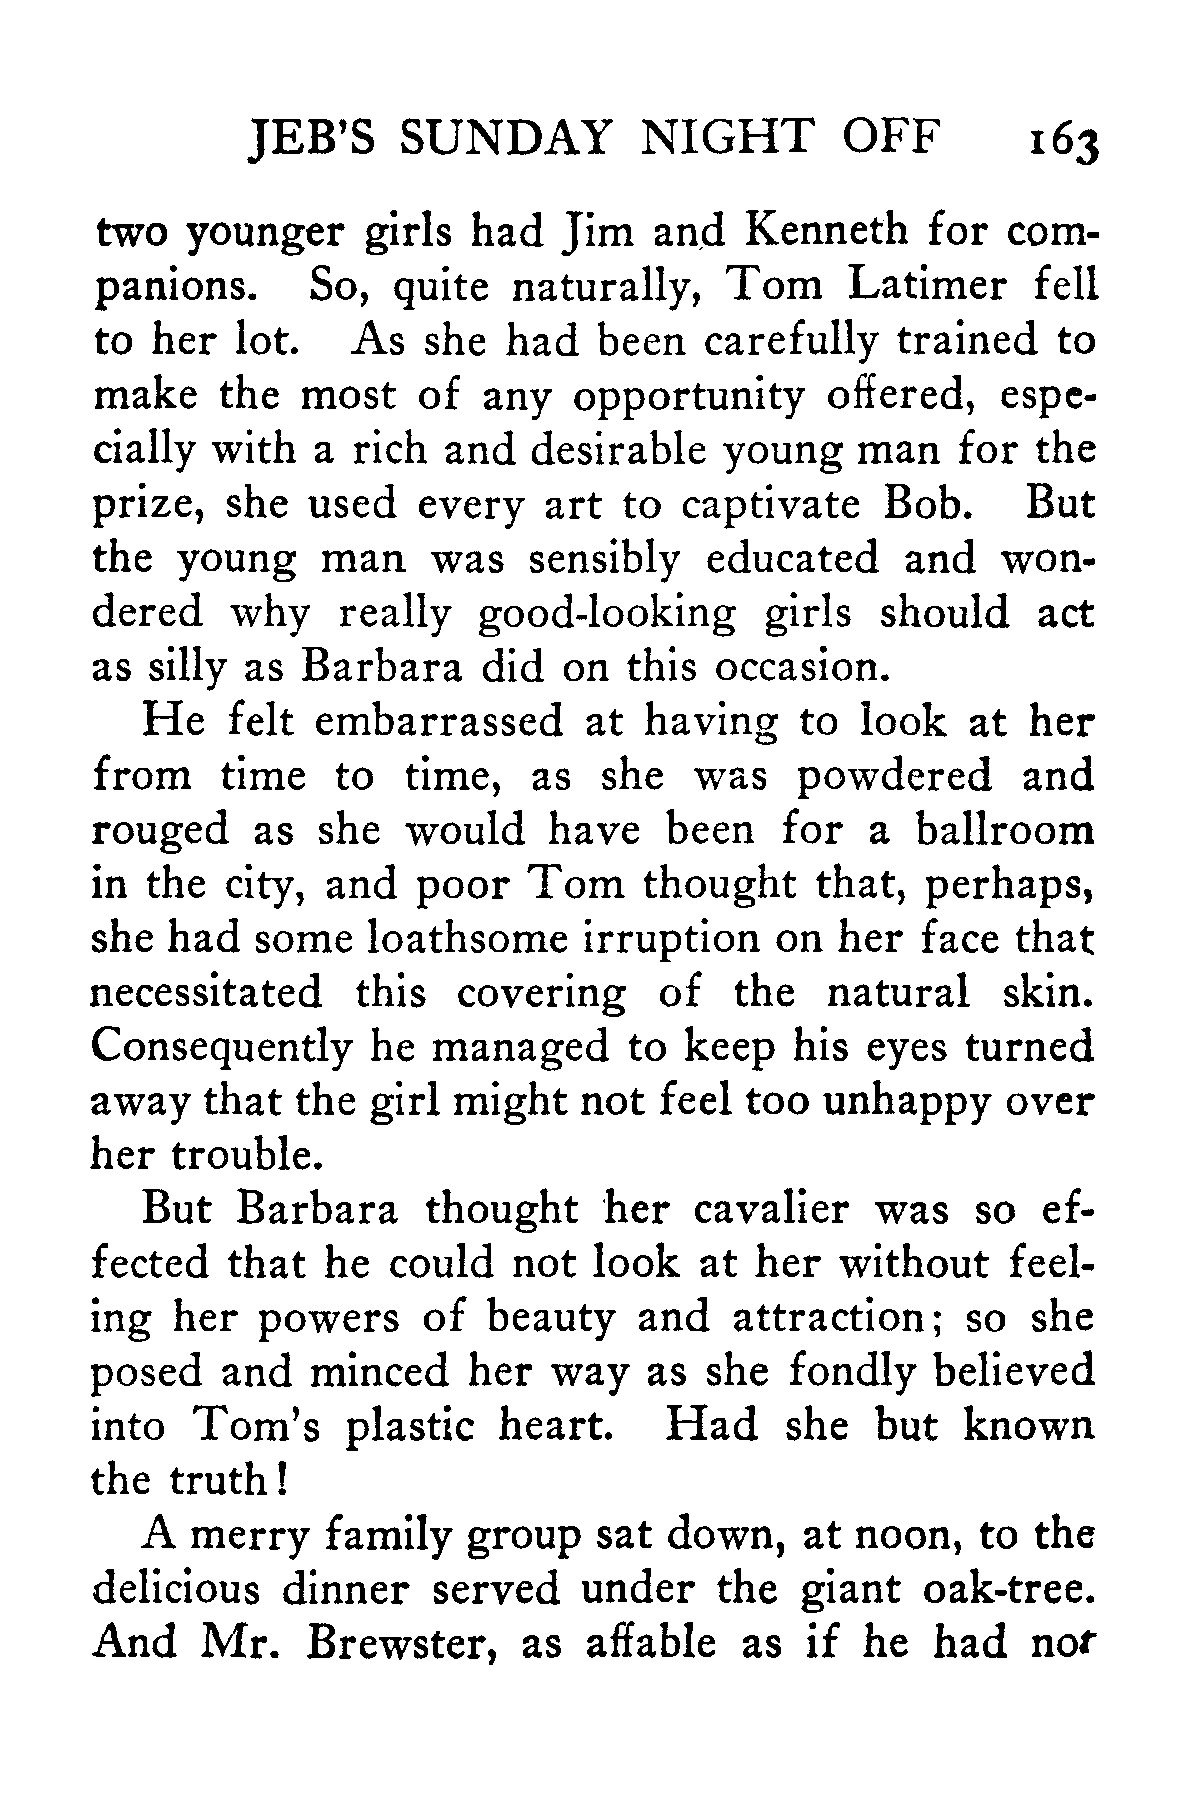 JEB'S SUNDAY NIGHT OFF 163
two younger girls had Jim and Kenneth for com-
panions. So, quite naturally, Tom Latimer fell
to her lot. As she had been carefully trained to
make the most of any opportunity offered, espe-
cially with a rich and desirable young man for the
prize, she used every art to captivate Bob. But
the young man was sensibly educated and won-
dered why really good-looking girls should act
as silly as Barbara did on this occasion.
He felt embarrassed at having to look at her
from time to time, as she was powdered and
rouged as she would have been for a ballroom
in the city, and poor Tom thought that, perhaps,
she had some loathsome irruption on her face that
necessitated this covering of the natural skin.
Consequently he managed to keep his eyes turned
away that the girl might not feel too unhappy over
her trouble.
But Barbara thought her cavalier was so ef-
fected that he could not look at her without feel-
ing her powers of beauty and attraction; so she
posed and minced her way as she fondly believed
into Tom's plastic heart. Had she but known
the truth!
A merry family group sat down, at noon, to the
delicious dinner served under the giant oak-tree.
And Mr. Brewster, as affable as if he had not